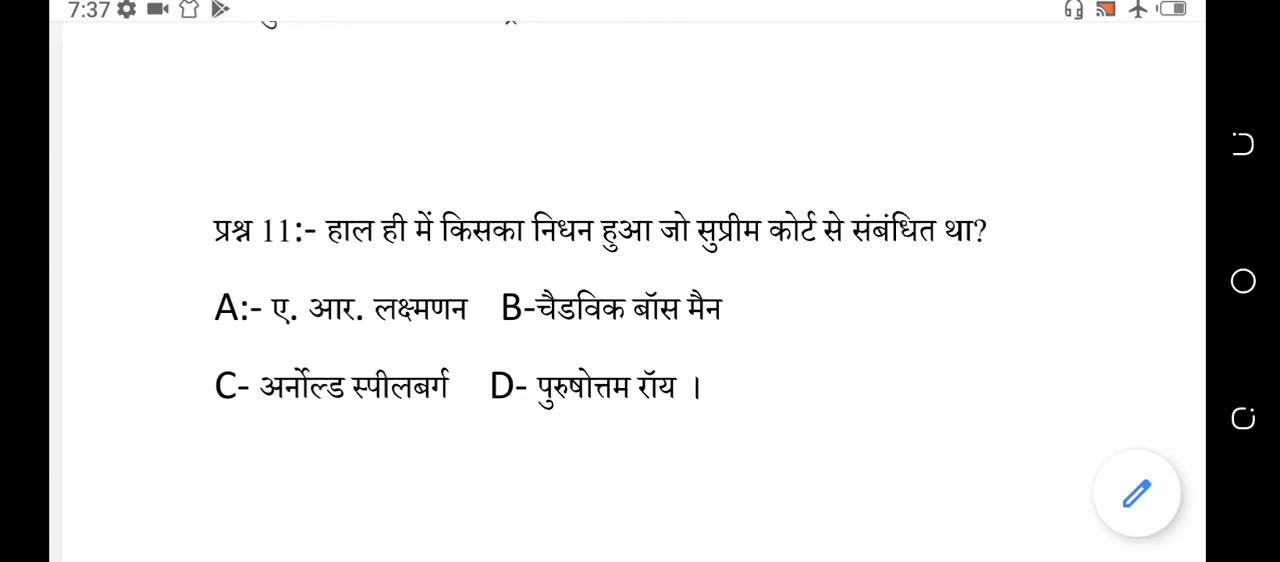 7:37
प्रश्न 11:- हाल ही में किसका निधन हुआ जो सुप्रीम कोर्ट से संबंधित था?
A:- ए. आर. लक्ष्मणन B-चैडविक बॉस मैन
C- अर्नोल्ड स्पीलबर्ग D- पुरुषोत्तम रॉय ।